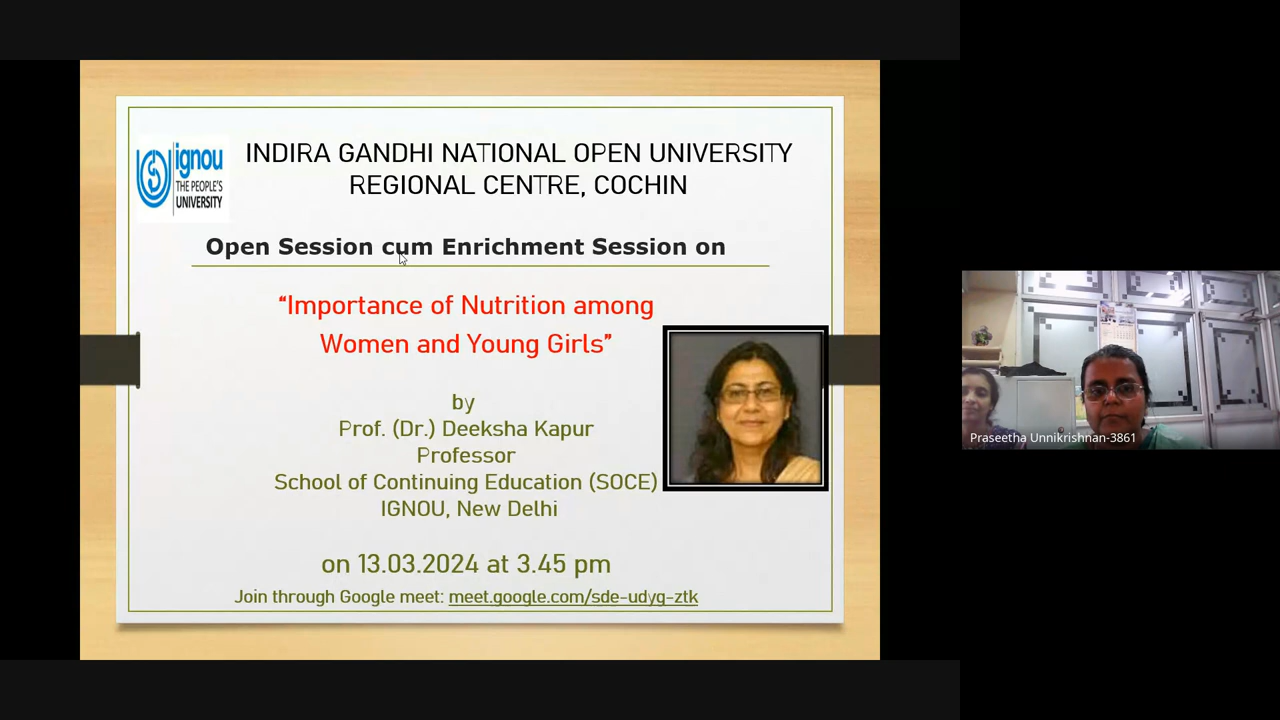 ignou
THE PEOPLE'S
UNIVERSITY
INDIRA GANDHI NATIONAL OPEN UNIVERSITY
REGIONAL CENTRE, COCHIN
Open Session cum Enrichment Session on
“Importance of Nutrition among
Women and Young Girls”
by
Prof. (Dr.) Deeksha Kapur
Professor
School of Continuing Education (SOCE)
IGNOU, New Delhi
on 13.03.2024 at 3.45 pm
Join through Google meet: meet.google.com/sde-udyg-ztk
Praseetha Unnikrishnan-3861